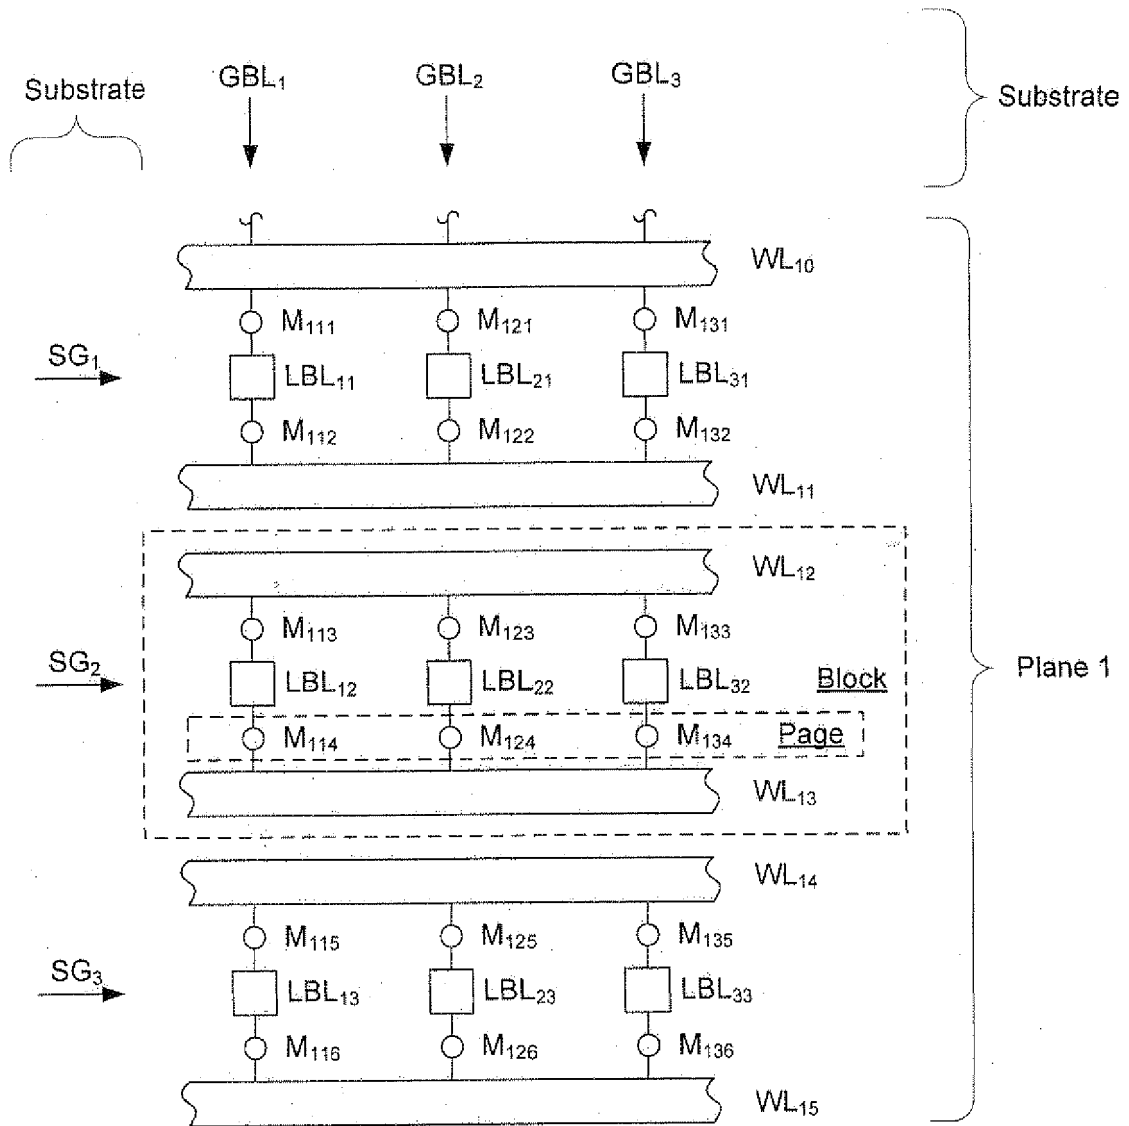 GBL₁ GBL₂ GBL₃
Substrate
Substrate
WL₁₀
M₁₁₁ M₁₂₁ M₁₃₁
SG₁ LBL₁₁ LBL₂₁ LBL₃₁
M₁₁₂ M₁₂₂ M₁₃₂
WL₁₁
WL₁₂
M₁₁₃ M₁₂₃ M₁₃₃
SG₂ LBL₁₂ LBL₂₂ LBL₃₂ Block Plane 1
M₁₁₄ M₁₂₄ M₁₃₄ Page
WL₁₃
WL₁₄
M₁₁₅ M₁₂₅ M₁₃₅
SG₃ LBL₁₃ LBL₂₃ LBL₃₃
M₁₁₆ M₁₂₆ M₁₃₆
WL₁₅